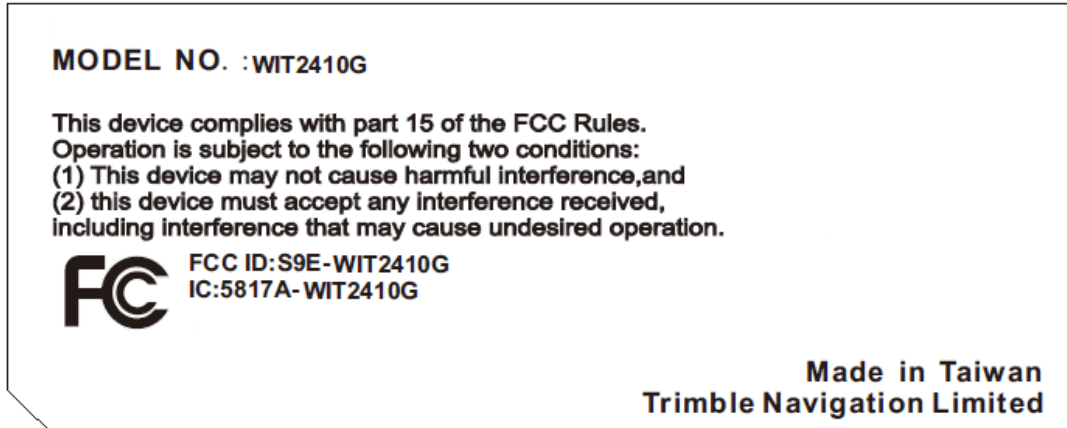 MODEL NO. :WIT2410G
This device complies with part 15 of the FCC Rules.
Operation is subject to the following two conditions:
(1) This device may not cause harmful interference,and
(2) this device must accept any interference received,
including interference that may cause undesired operation.
FC FCC ID:S9E-WIT2410G
IC:5817A-WIT2410G
Made in Taiwan
Trimble Navigation Limited